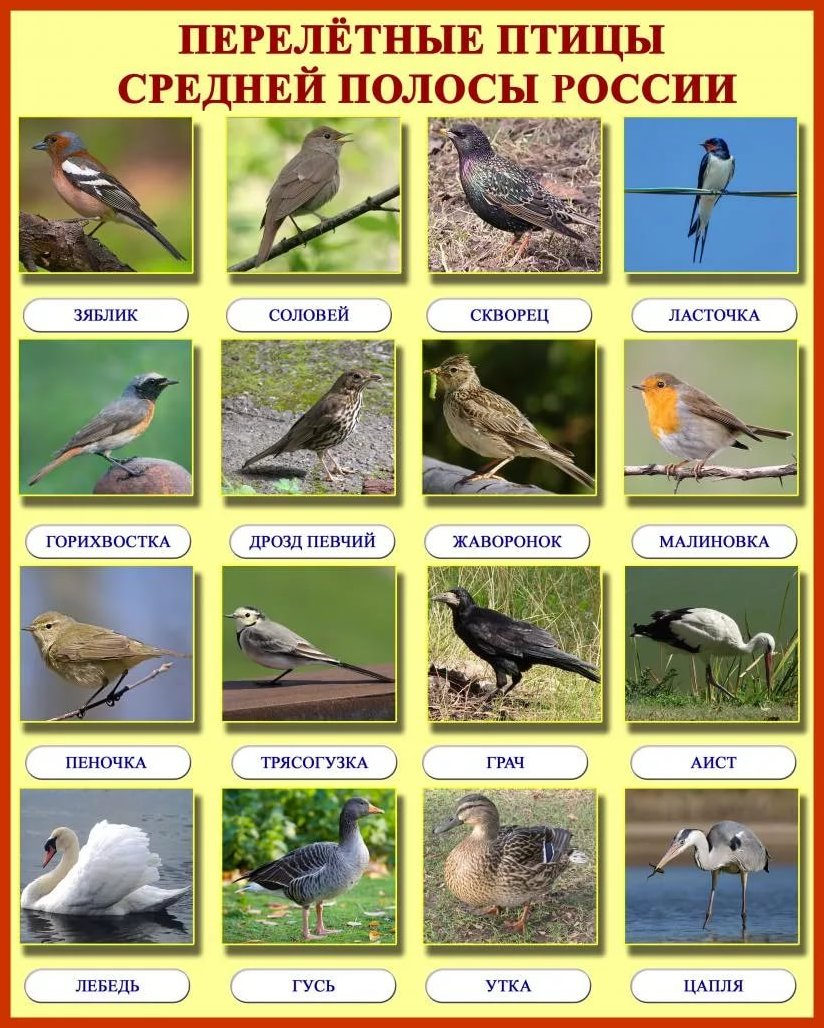 ПЕРЕЛЁТНЫЕ ПТИЦЫ
СРЕДНЕЙ ПОЛОСЫ РОССИИ
ЗЯБЛИК
СОЛОВЕЙ
СКВОРЕЦ
ЛАСТОЧКА
ГОРИХВОСТКА
ДРОЗД ПЕВЧИЙ
ЖАВОРОНОК
МАЛИНОВКА
ПЕНОЧКА
ТРЯСОГУЗКА
ГРАЧ
АИСТ
ЛЕБЕДЬ
ГУСЬ
УТКА
ЦАПЛЯ